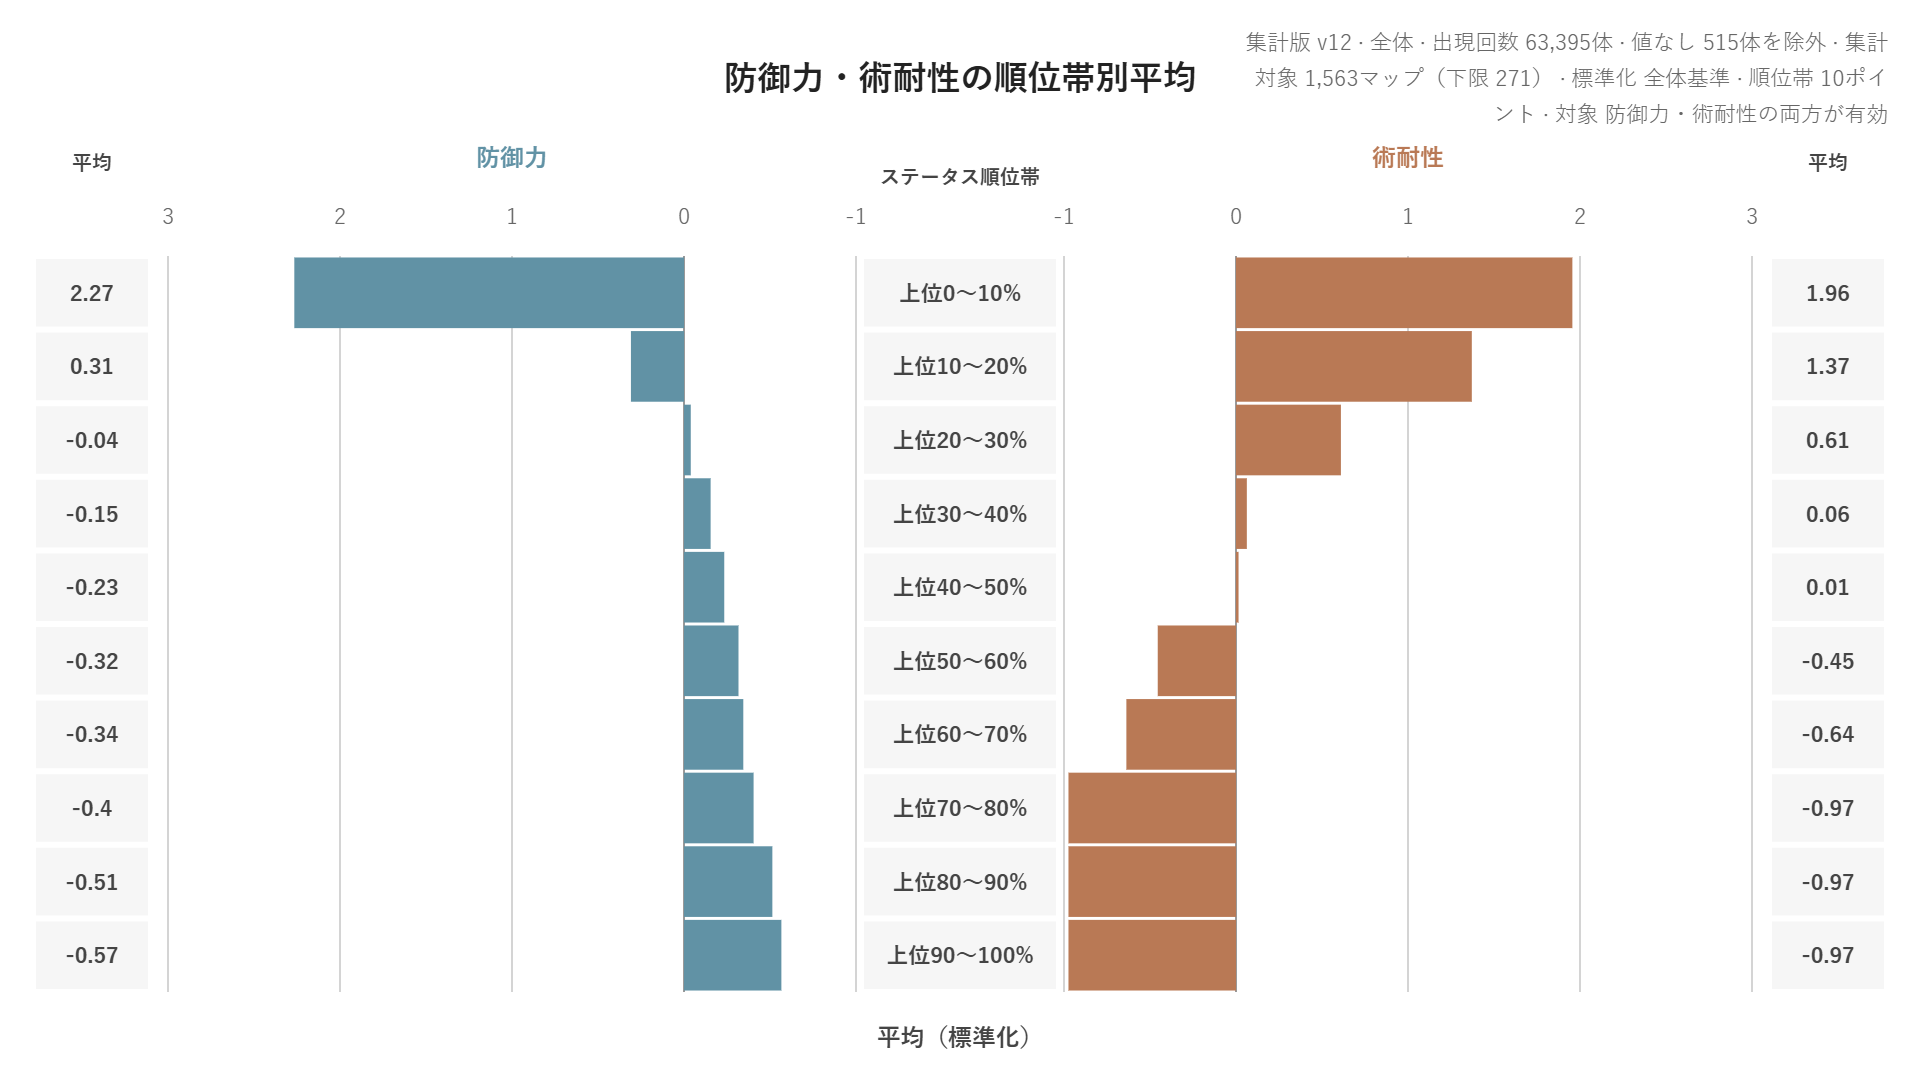 防御力・術耐性の順位帯別平均
集計版 v12 · 全体 · 出現回数 63,395体 · 値なし 515体を除外 · 集計
対象 1,563マップ（下限 271） · 標準化 全体基準 · 順位帯 10ポイ
ント · 対象 防御力・術耐性の両方が有効
平均 防御力 ステータス順位帯 術耐性 平均
3 2 1 0 -1 -1 0 1 2 3
2.27 上位0～10% 1.96
0.31 上位10～20% 1.37
-0.04 上位20～30% 0.61
-0.15 上位30～40% 0.06
-0.23 上位40～50% 0.01
-0.32 上位50～60% -0.45
-0.34 上位60～70% -0.64
-0.4 上位70～80% -0.97
-0.51 上位80～90% -0.97
-0.57 上位90～100% -0.97
平均（標準化）